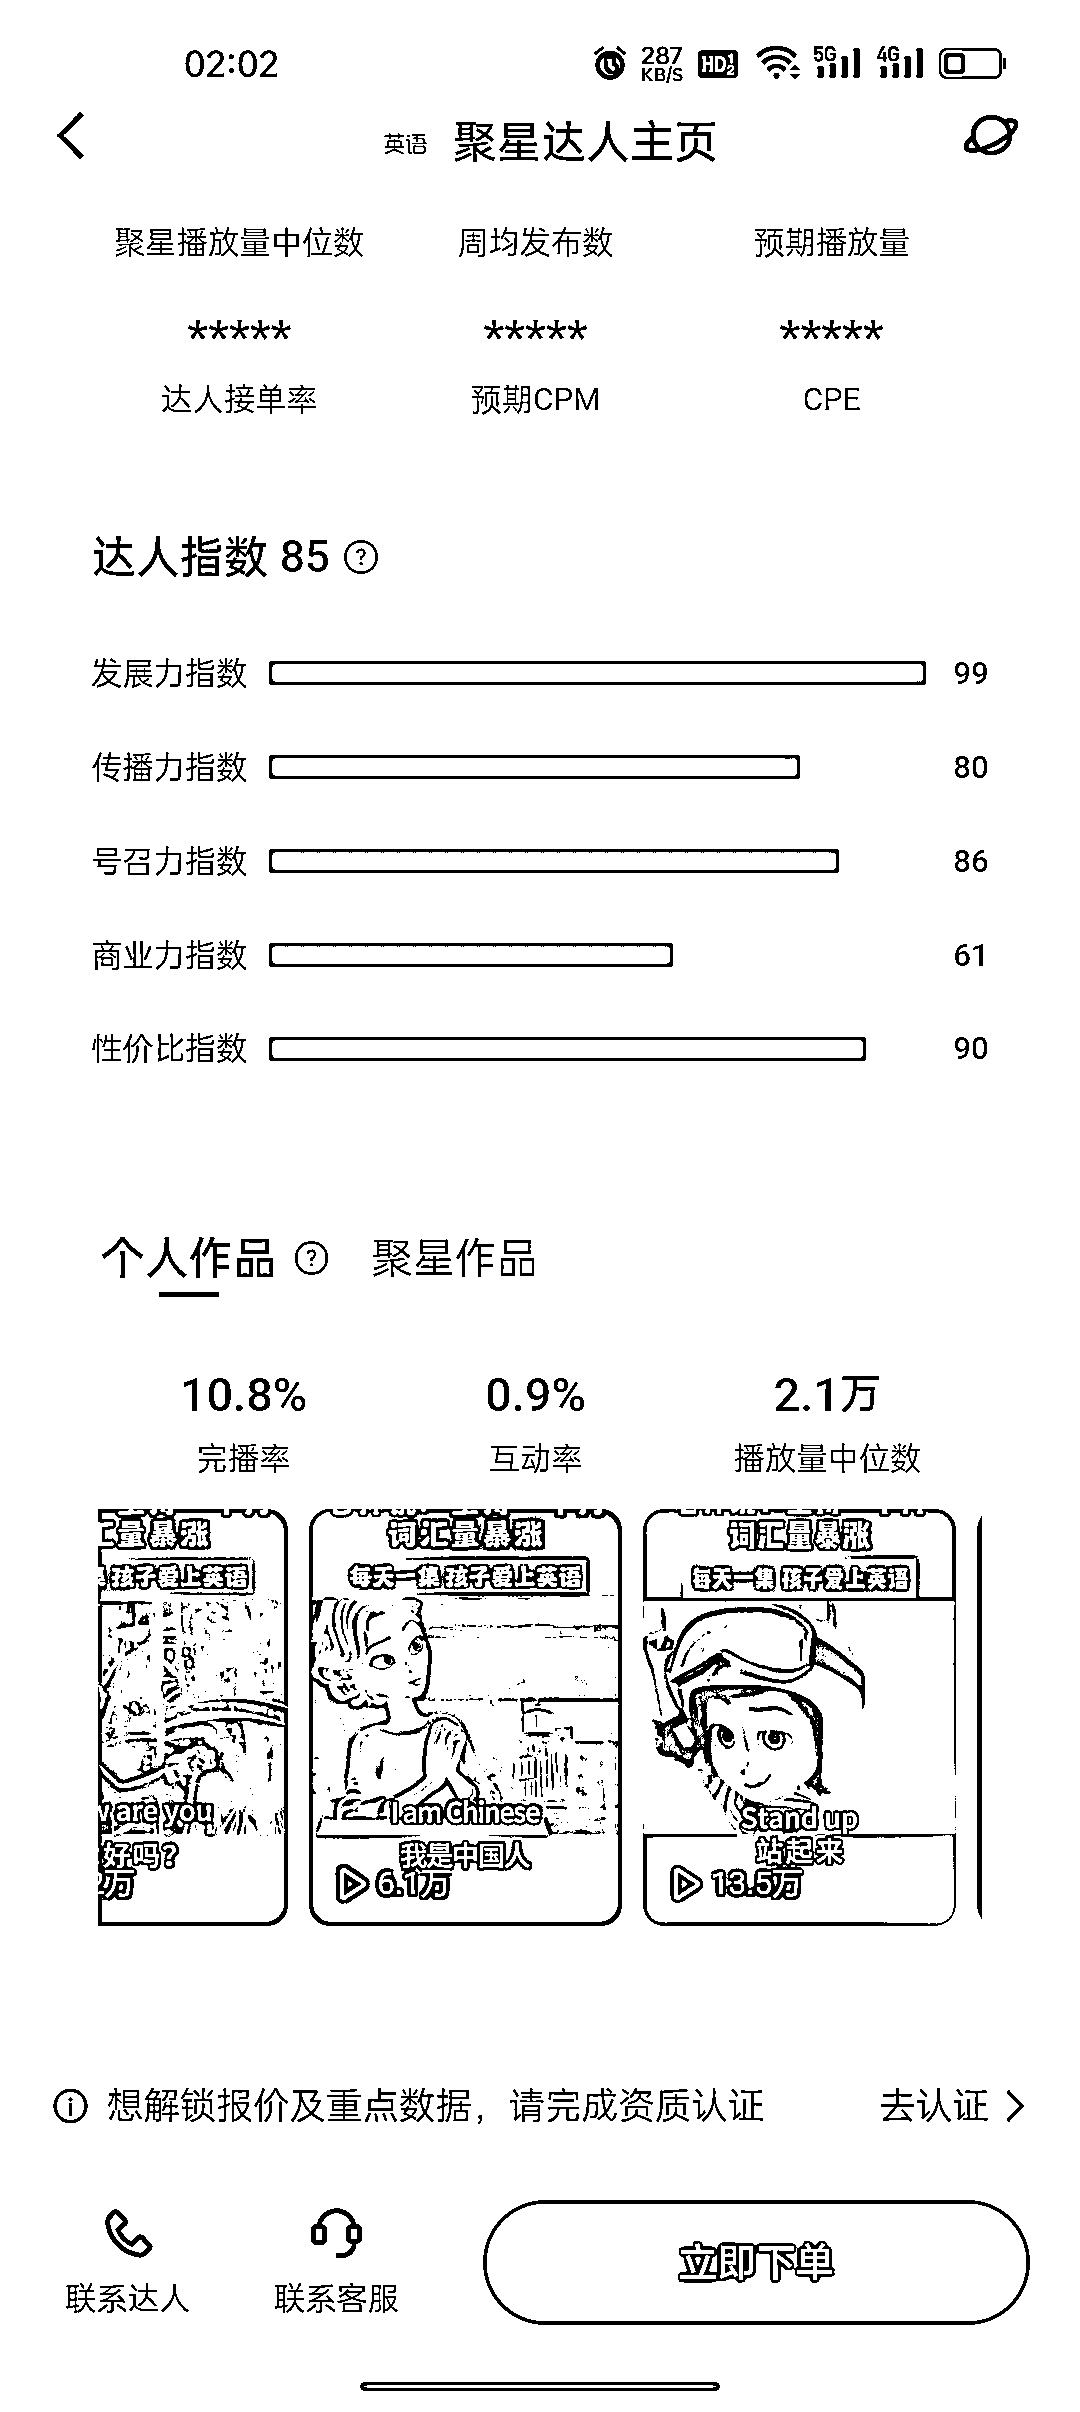 02:02
287
KB/S
HD
5G
4G
英语 聚星达人主页
聚星播放量中位数 周均发布数 预期播放量
***** ***** *****
达人接单率 预期CPM CPE
达人指数 85 ?
发展力指数 99
传播力指数 80
号召力指数 86
商业力指数 61
性价比指数 90
个人作品 ? 聚星作品
10.8% 0.9% 2.1万
完播率 互动率 播放量中位数
汇量暴涨 词汇量暴涨 词汇量暴涨
孩子爱上英语 每天一集 孩子爱上英语 每天一集 孩子爱上英语
are you I am Chinese Stand up
好吗? 我是中国人 站起来
万 6.1万 13.5万
想解锁报价及重点数据，请完成资质认证 去认证
联系达人 联系客服 立即下单